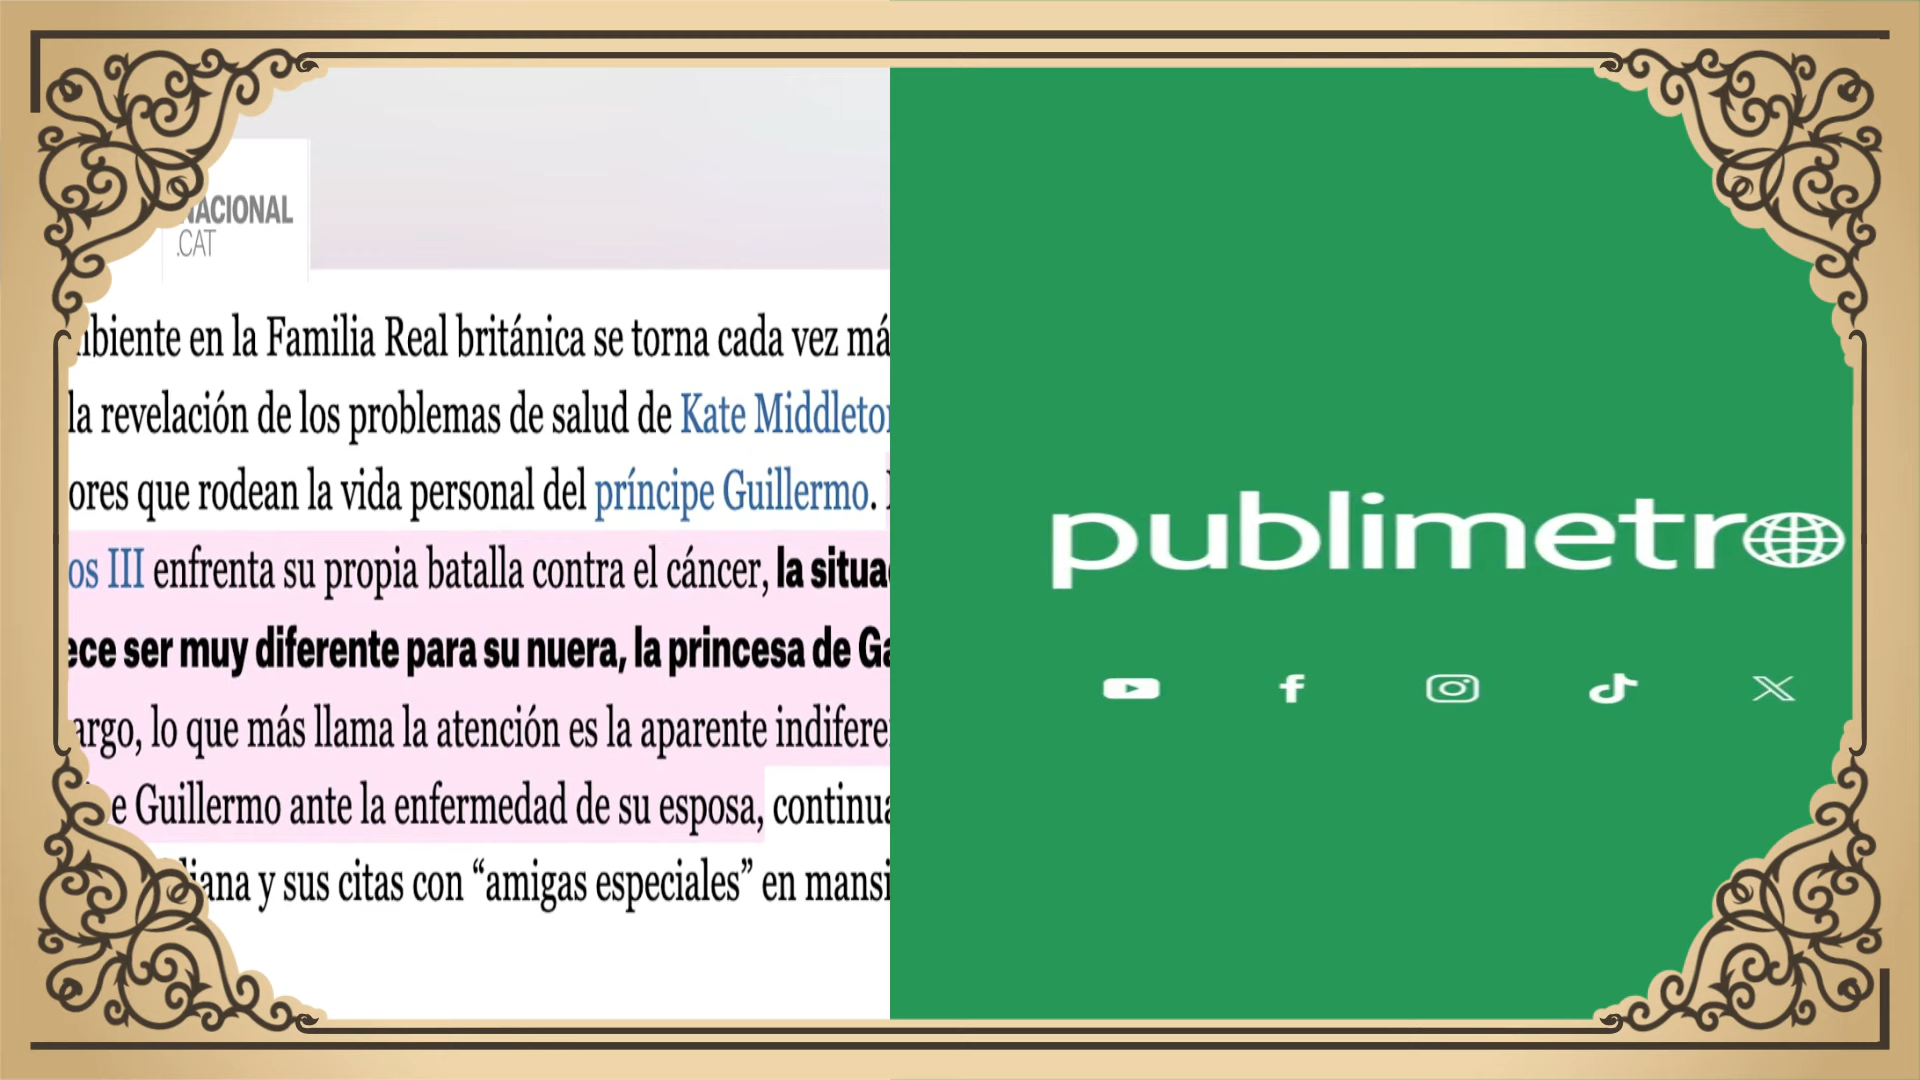 NACIONAL
.CAT
biente en la Familia Real británica se torna cada vez má
la revelación de los problemas de salud de Kate Middleton
ores que rodean la vida personal del príncipe Guillermo.
os III enfrenta su propia batalla contra el cáncer, la situac
ece ser muy diferente para su nuera, la princesa de Ga
argo, lo que más llama la atención es la aparente indifere
e Guillermo ante la enfermedad de su esposa, continua
diana y sus citas con “amigas especiales” en mansi
publimetro